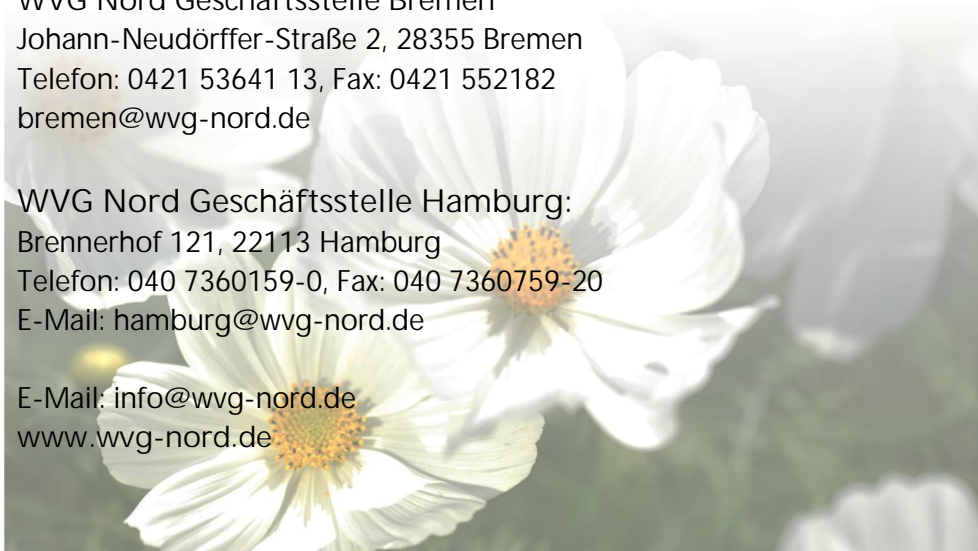 WVG Nord Geschäftsstelle Bremen
Johann-Neudörffer-Straße 2, 28355 Bremen
Telefon: 0421 53641 13, Fax: 0421 552182
bremen@wvg-nord.de
WVG Nord Geschäftsstelle Hamburg:
Brennerhof 121, 22113 Hamburg
Telefon: 040 7360159-0, Fax: 040 7360759-20
E-Mail: hamburg@wvg-nord.de
E-Mail: info@wvg-nord.de
www.wvg-nord.de